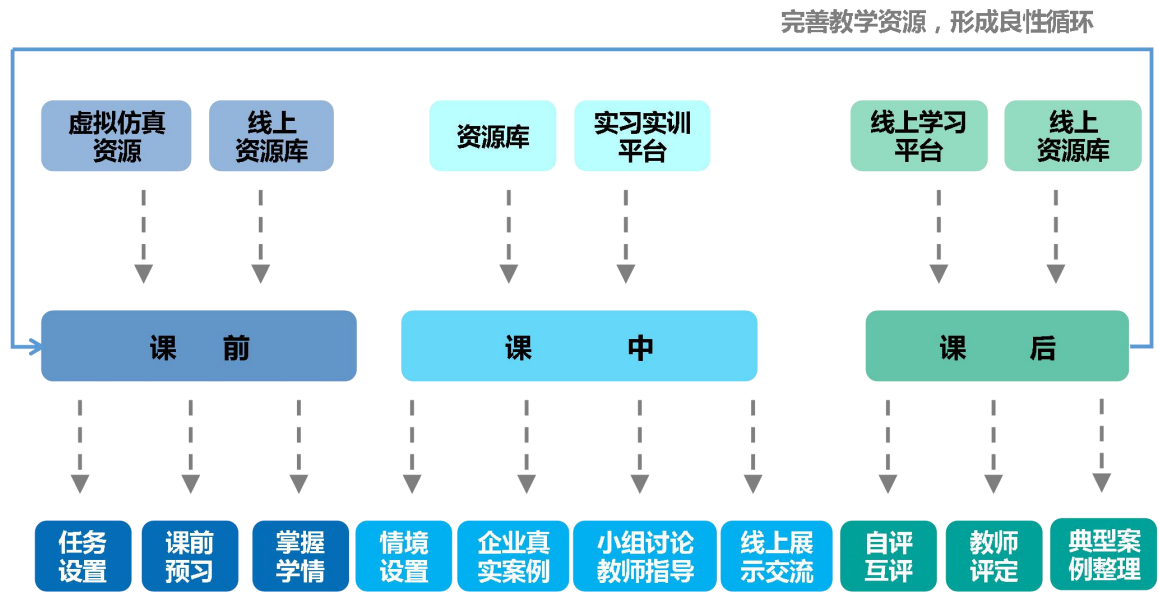 完善教学资源，形成良性循环
虚拟仿真
资源
线上
资源库
资源库
实习实训
平台
线上学习
平台
线上
资源库
课 前
课 中
课 后
任务
设置
课前
预习
掌握
学情
情境
设置
企业真
实案例
小组讨论
教师指导
线上展
示交流
自评
互评
教师
评定
典型案
例整理